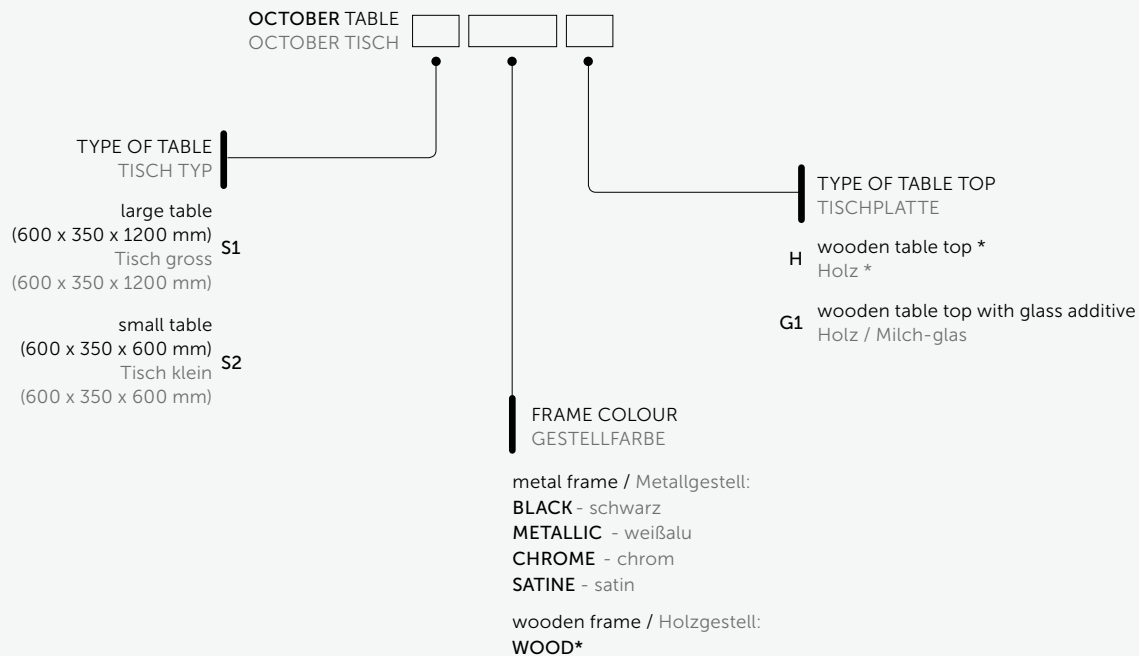 OCTOBER TABLE
OCTOBER TISCH
TYPE OF TABLE
TISCH TYP
large table
(600 x 350 x 1200 mm)
S1
Tisch gross
(600 x 350 x 1200 mm)
small table
(600 x 350 x 600 mm)
S2
Tisch klein
(600 x 350 x 600 mm)
FRAME COLOUR
GESTELLFARBE
metal frame / Metallgestell:
BLACK - schwarz
METALLIC - weißalu
CHROME - chrom
SATINE - satin
wooden frame / Holzgestell:
WOOD*
TYPE OF TABLE TOP
TISCHPLATTE
H wooden table top *
Holz *
G1 wooden table top with glass additive
Holz / Milch-glas